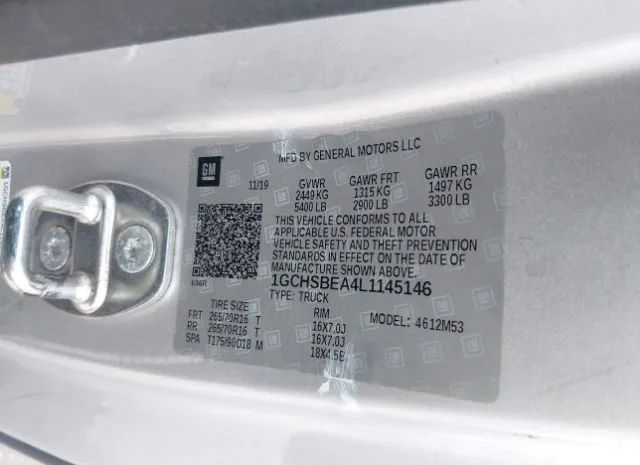 MFD BY GENERAL MOTORS LLC
GM
11/19 GVWR GAWR FRT GAWR RR
2449 KG 1315 KG 1497 KG
5400 LB 2900 LB 3300 LB
THIS VEHICLE CONFORMS TO ALL
APPLICABLE U.S. FEDERAL MOTOR
VEHICLE SAFETY AND THEFT PREVENTION
STANDARDS IN EFFECT ON THE DATE OF
MANUFACTURE SHOWN ABOVE.
1GCHSBEA4L1145146
TYPE: TRUCK
TIRE SIZE RIM MODEL: 4612M53
FRT 265/70R16 T 16X7.0J
RR 265/70R16 T 16X7.0J
SPA T175/90D18 M 18X4.5B